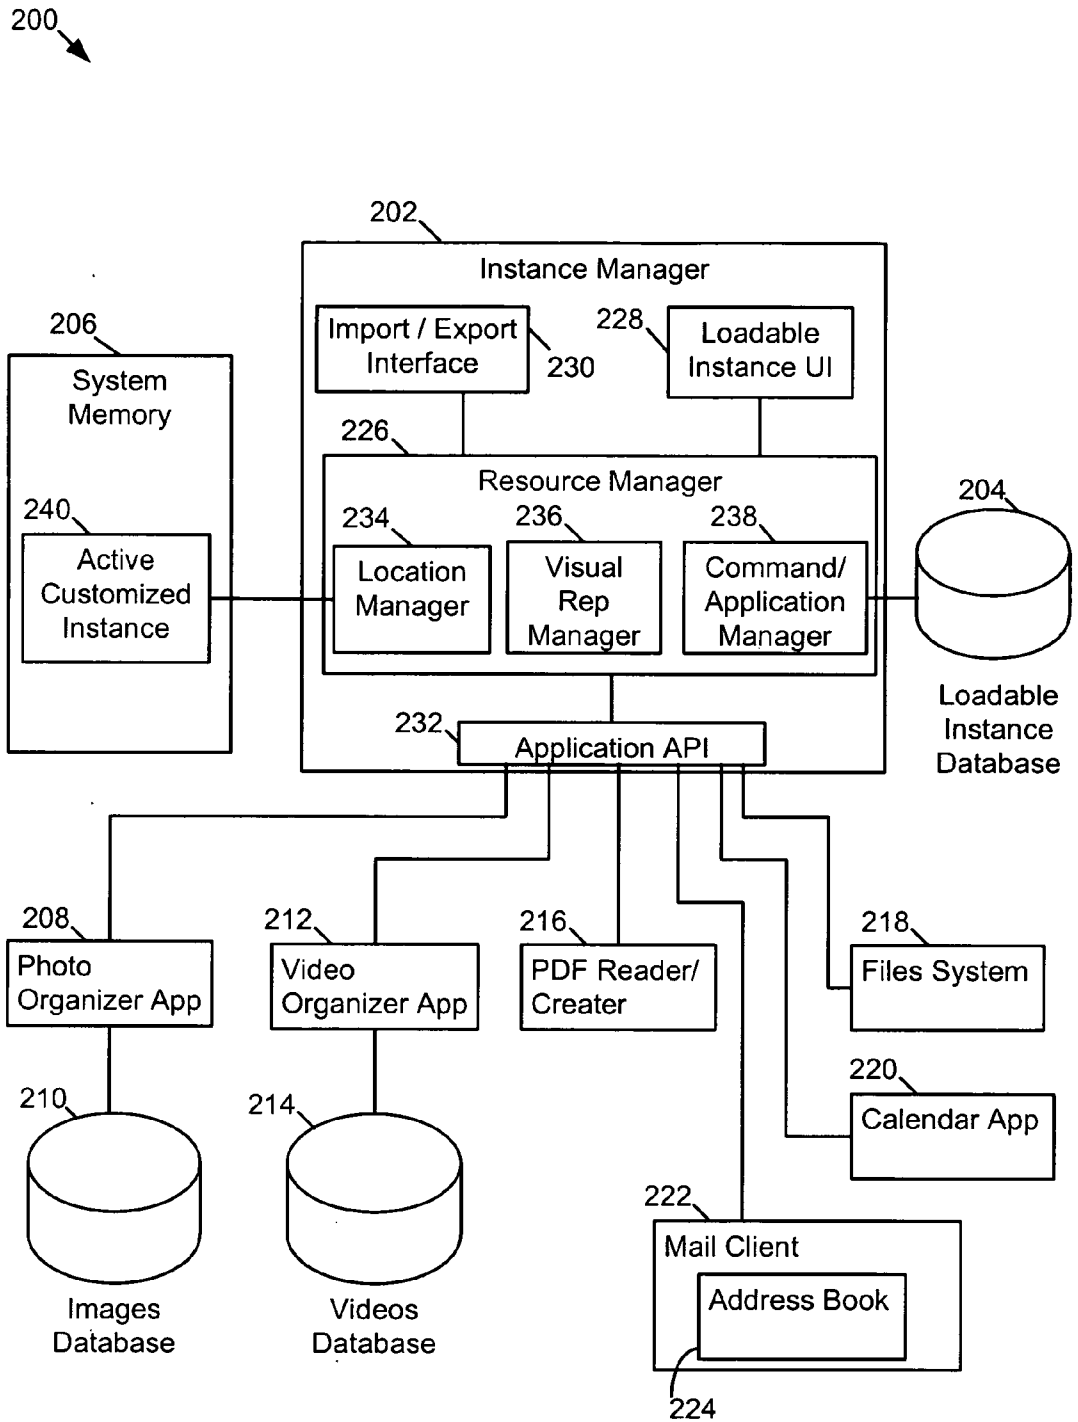 200
202
Instance Manager
206
System
Memory
Import / Export
Interface
230
228
Loadable
Instance UI
226
Resource Manager
204
240
Active
Customized
Instance
234
Location
Manager
236
Visual
Rep
Manager
238
Command/
Application
Manager
Loadable
Instance
Database
232
Application API
208
Photo
Organizer App
212
Video
Organizer App
216
PDF Reader/
Creater
218
Files System
220
Calendar App
210
Images
Database
214
Videos
Database
222
Mail Client
Address Book
224